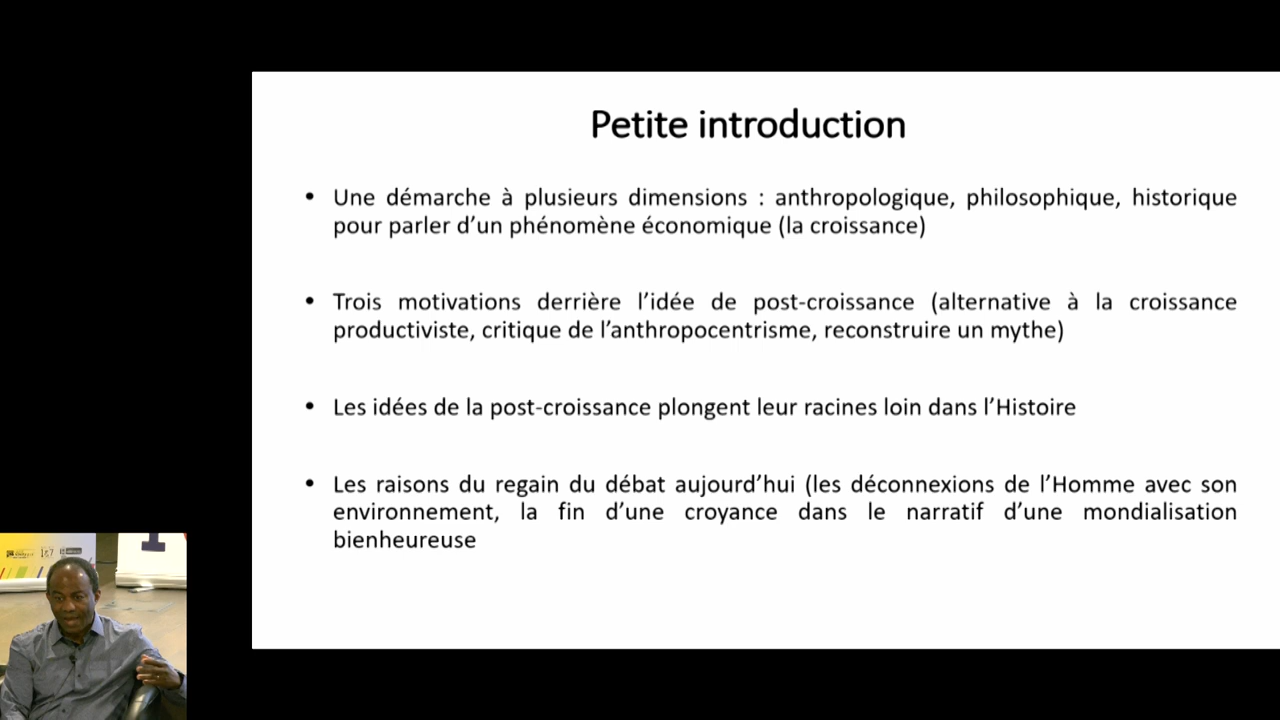 Petite introduction
• Une démarche à plusieurs dimensions : anthropologique, philosophique, historique
pour parler d’un phénomène économique (la croissance)
• Trois motivations derrière l’idée de post-croissance (alternative à la croissance
productiviste, critique de l’anthropocentrisme, reconstruire un mythe)
• Les idées de la post-croissance plongent leur racines loin dans l’Histoire
• Les raisons du regain du débat aujourd’hui (les déconnexions de l’Homme avec son
environnement, la fin d’une croyance dans le narratif d’une mondialisation
bienheureuse